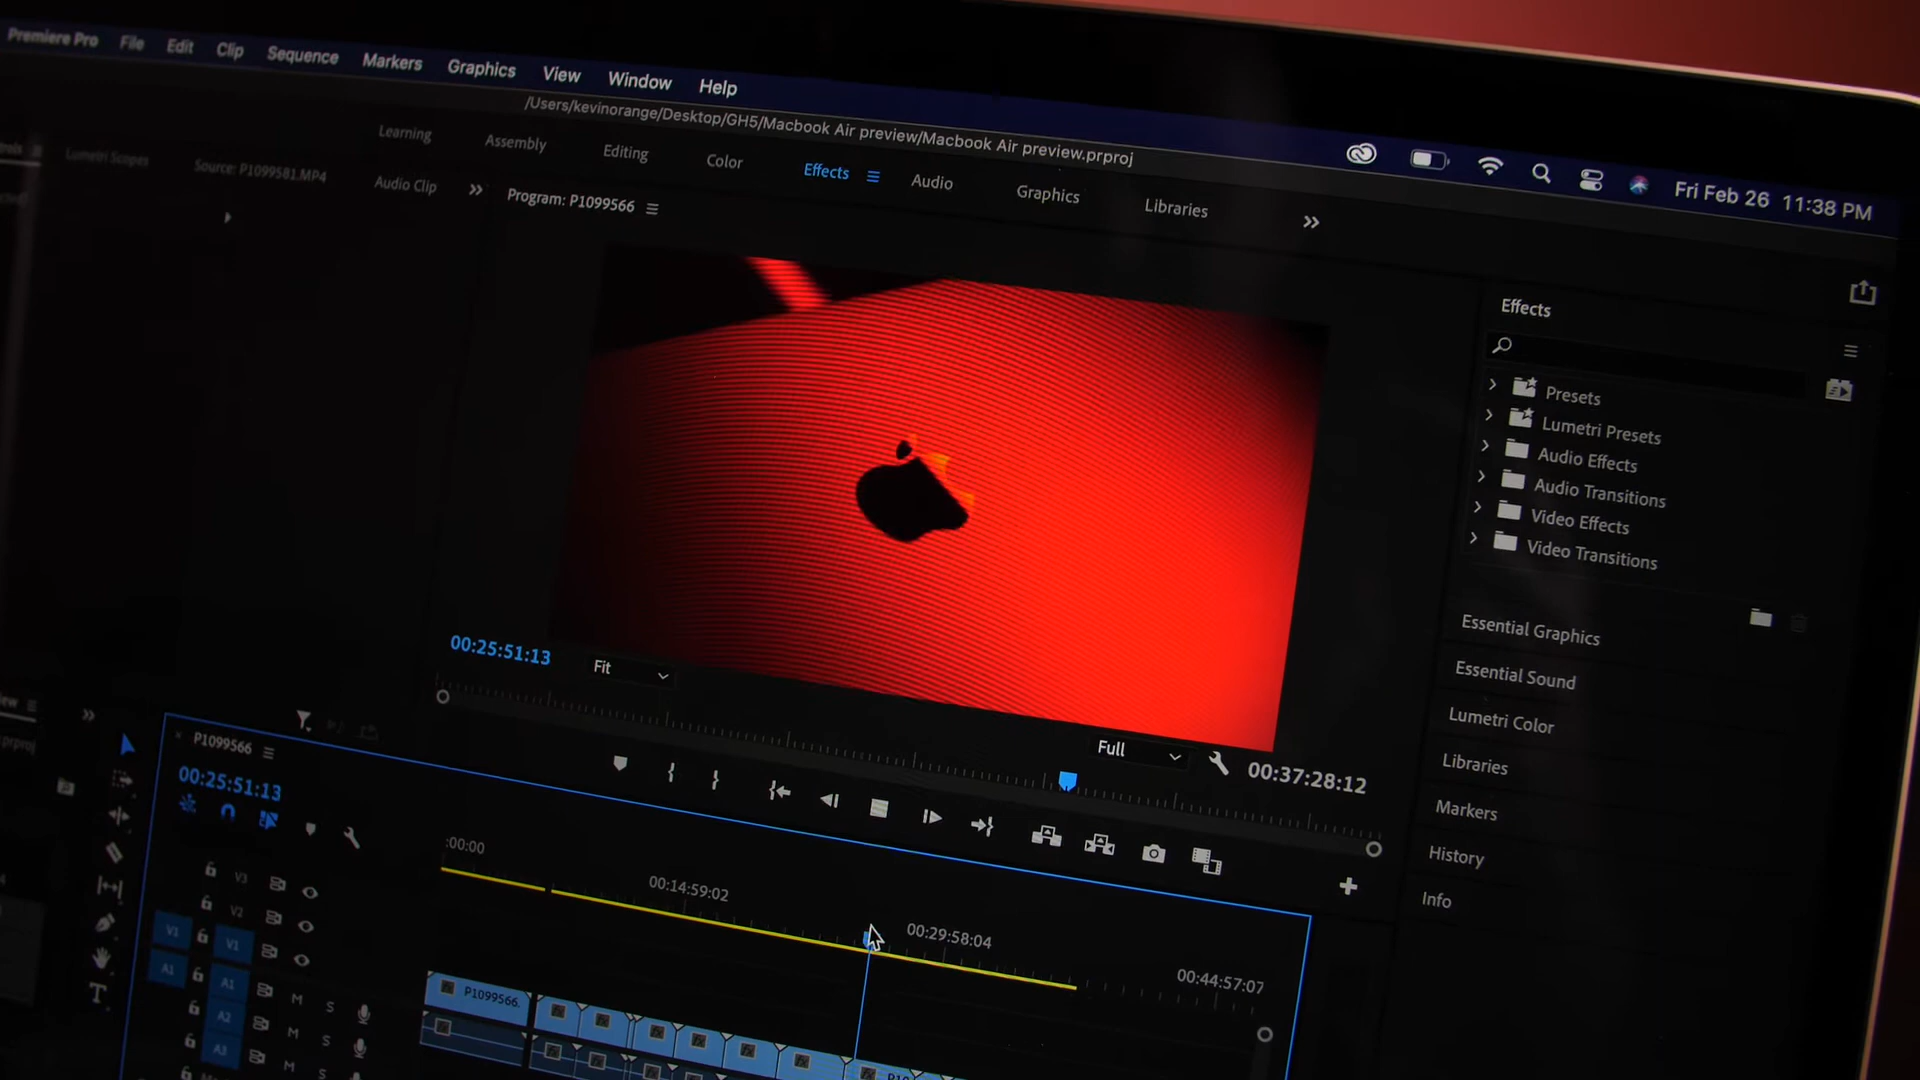 Premiere Pro File Edit Clip Sequence Markers Graphics View Window Help
Fri Feb 26 11:38 PM
/Users/kevinorange/Desktop/GH5/Macbook Air preview/Macbook Air preview.prproj
Learning Assembly Editing Color Effects Audio Graphics Libraries
Lumetri Scopes
Source: P1099581.MP4
Audio Clip
Program: P1099566
Effects
Presets
Lumetri Presets
Audio Effects
Audio Transitions
Video Effects
Video Transitions
Essential Graphics
Essential Sound
Lumetri Color
Libraries
Markers
History
Info
00:25:51:13
Fit
Full
00:37:28:12
P1099566
00:25:51:13
:00:00
00:14:59:02
00:29:58:04
00:44:57:07
V3
V2
V1 V1
A1 A1 M S
A2 M S
A3 M S
T
P1099566.